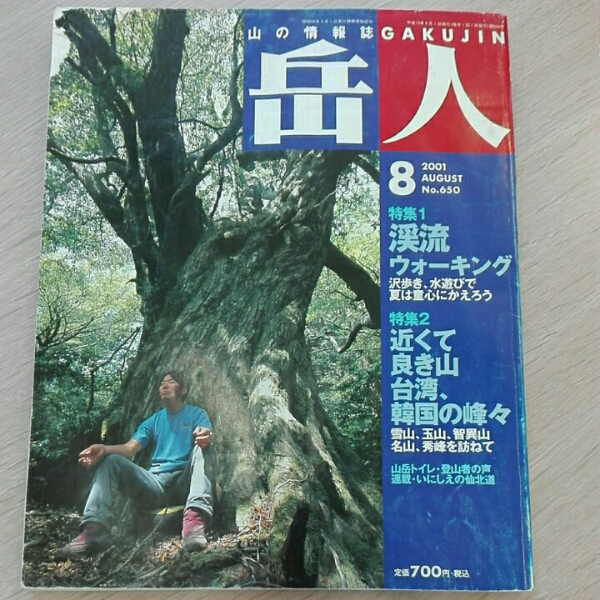 山の情報誌
GAKUJIN
岳人
8
2001
AUGUST
No.650
特集1
渓流
ウォーキング
沢歩き、水遊びで
夏は童心にかえろう
特集2
近くて
良き山
台湾、
韓国の峰々
雪山、玉山、智異山
名山、秀峰を訪ねて
山岳トイレ・登山者の声
連載・いにしえの仙北道
定価700円・税込